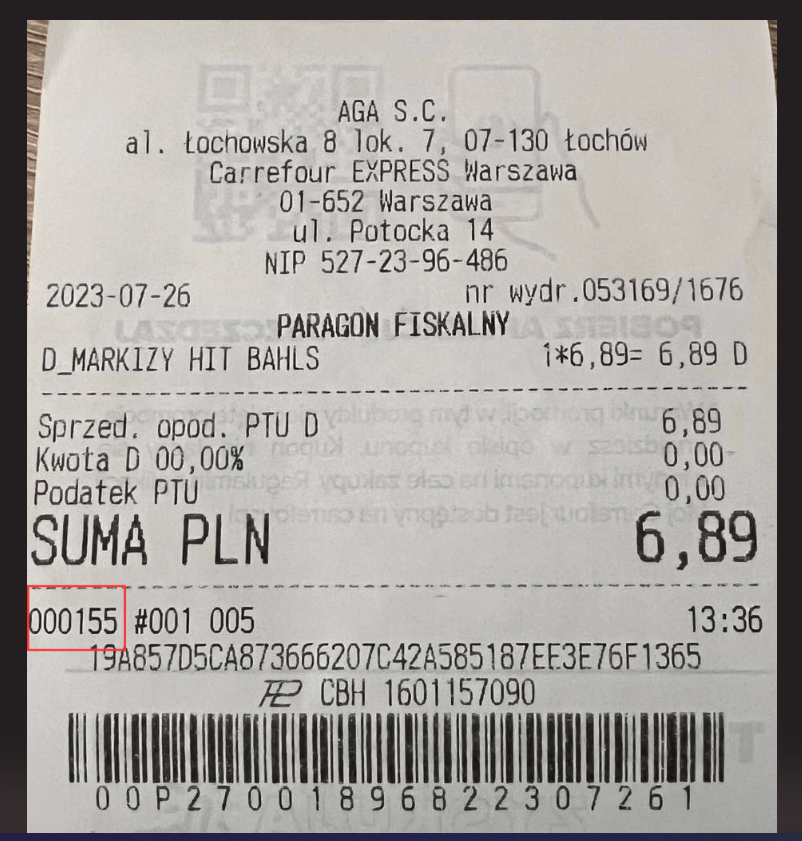 AGA S.C.
al. Łochowska 8 lok. 7, 07-130 Łochów
Carrefour EXPRESS Warszawa
01-652 Warszawa
ul. Potocka 14
NIP 527-23-96-486
2023-07-26 nr wydr.053169/1676
PARAGON FISKALNY
D_MARKIZY HIT BAHLS 1*6,89= 6,89 D
Sprzed. opod. PTU D 6,89
Kwota D 00,00% 0,00
Podatek PTU 0,00
SUMA PLN 6,89
000155 #001 005 13:36
19A857D5CA873666207C42A585187EE3E76F1365
CBH 1601157090
00P27001896822307261